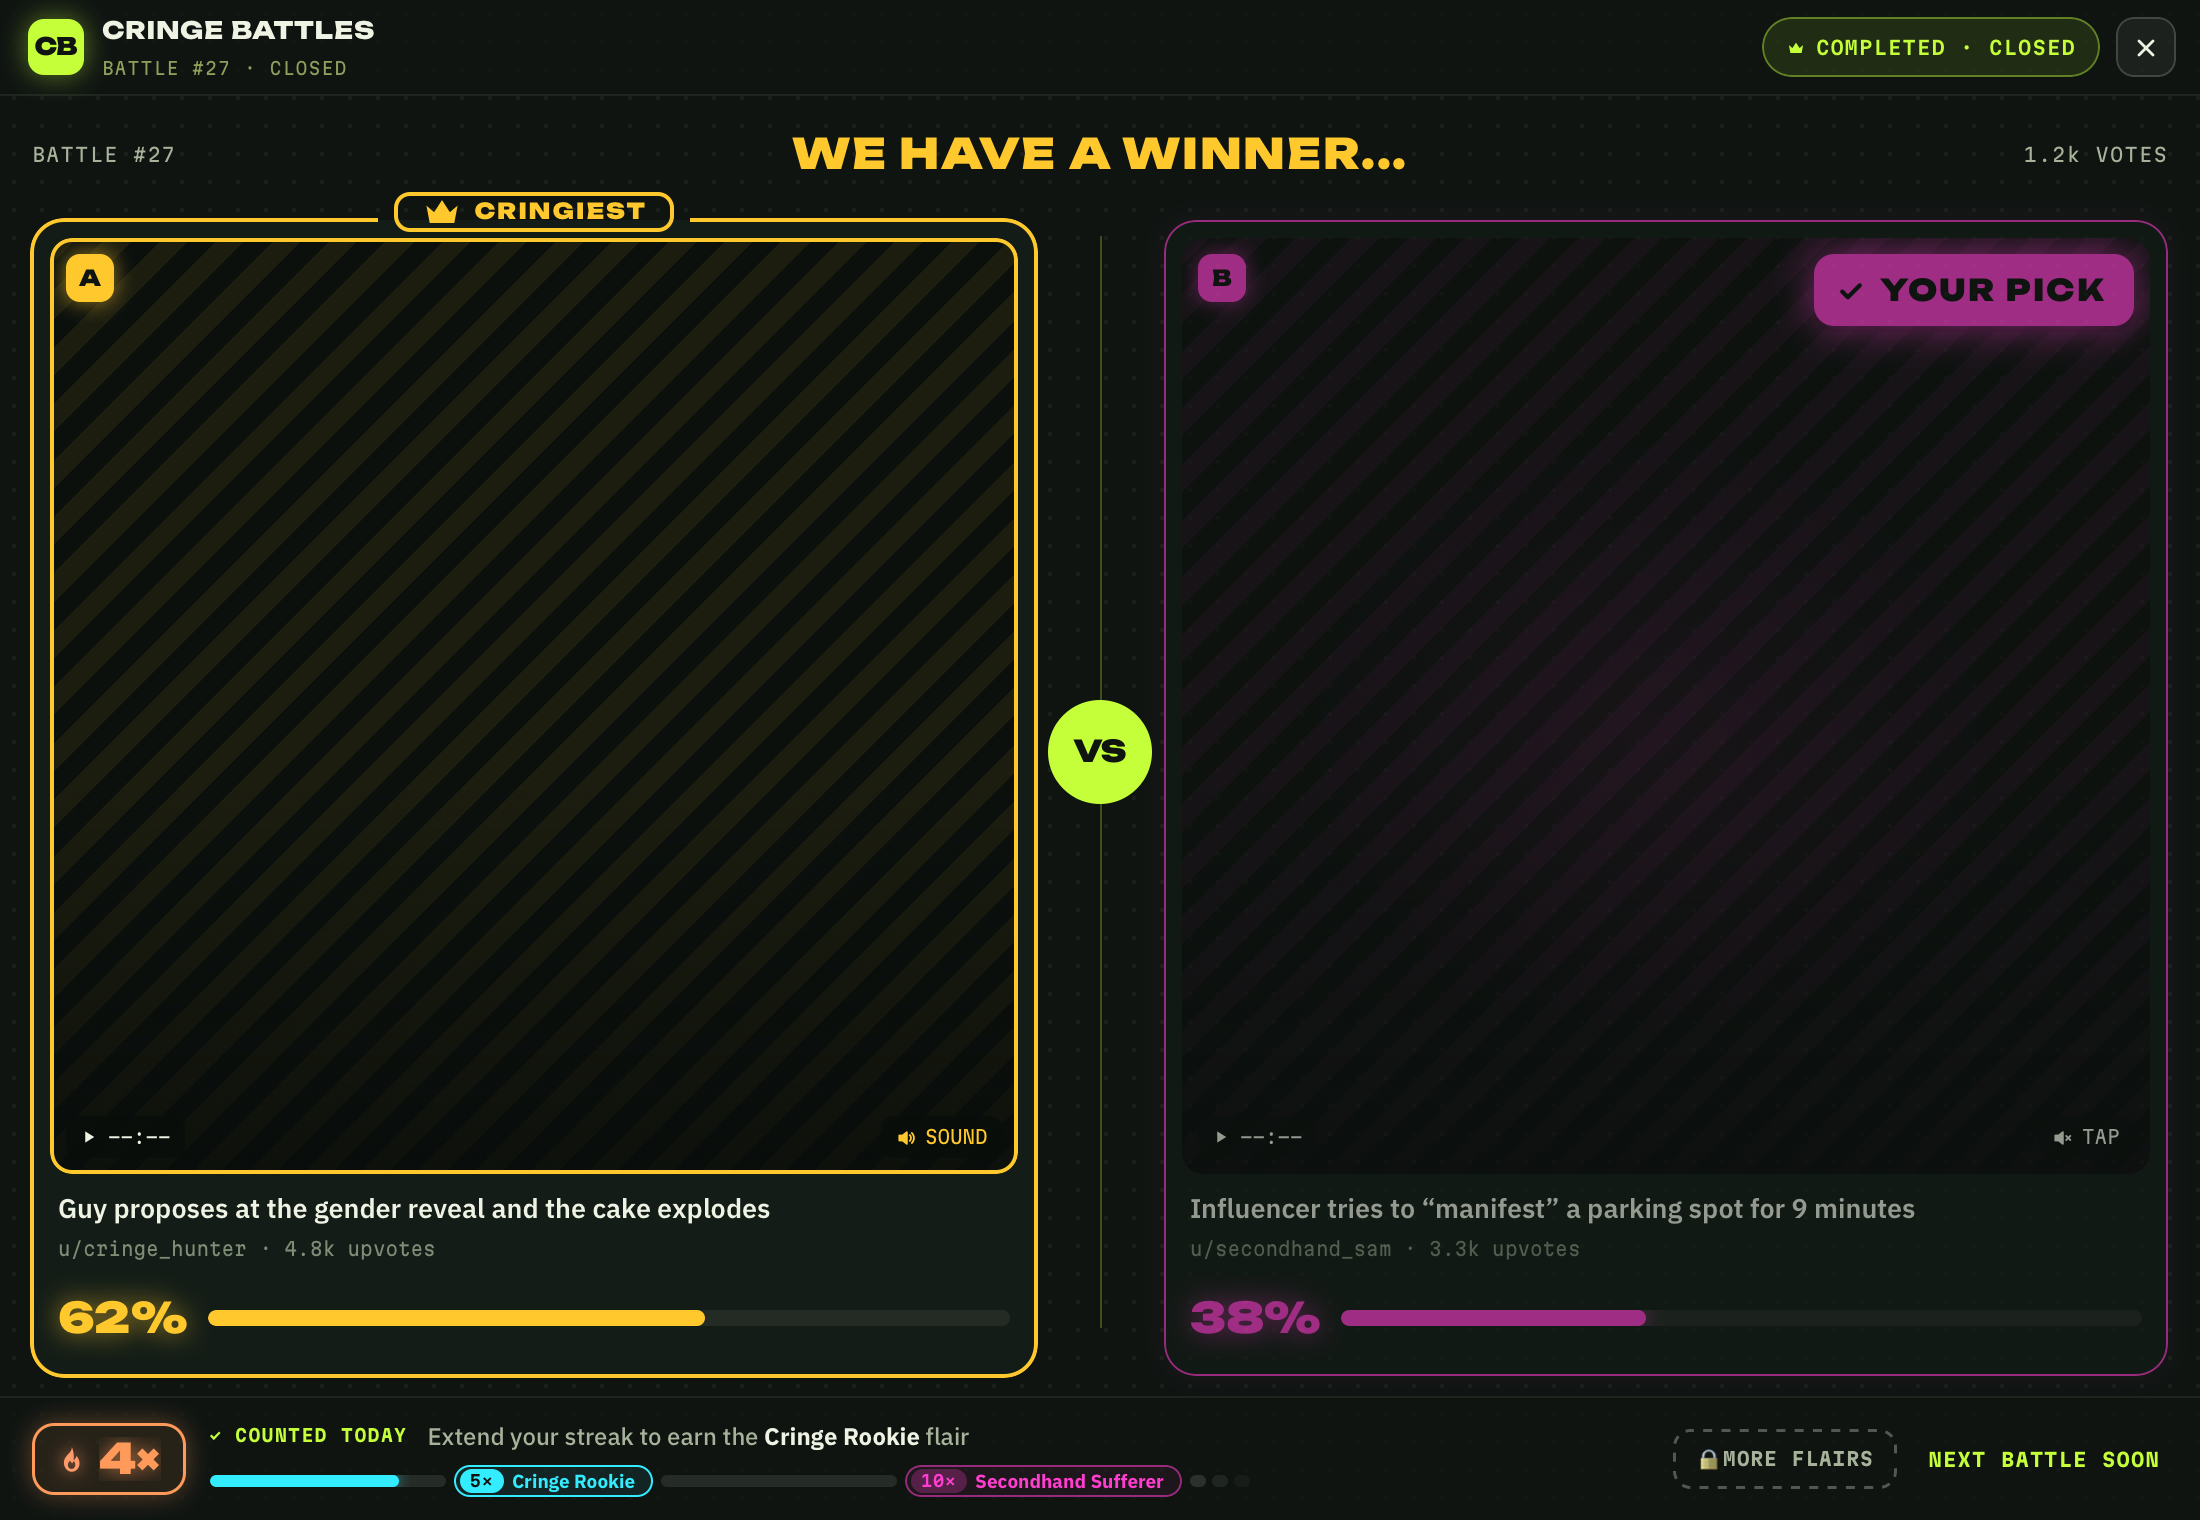 CB
CRINGE BATTLES
BATTLE #27 · CLOSED
COMPLETED · CLOSED
BATTLE #27
WE HAVE A WINNER...
1.2k VOTES
CRINGIEST
A
B
YOUR PICK
VS
--:--
SOUND
--:--
TAP
Guy proposes at the gender reveal and the cake explodes
u/cringe_hunter · 4.8k upvotes
62%
Influencer tries to “manifest” a parking spot for 9 minutes
u/secondhand_sam · 3.3k upvotes
38%
4×
COUNTED TODAY Extend your streak to earn the Cringe Rookie flair
5× Cringe Rookie
10× Secondhand Sufferer
MORE FLAIRS
NEXT BATTLE SOON